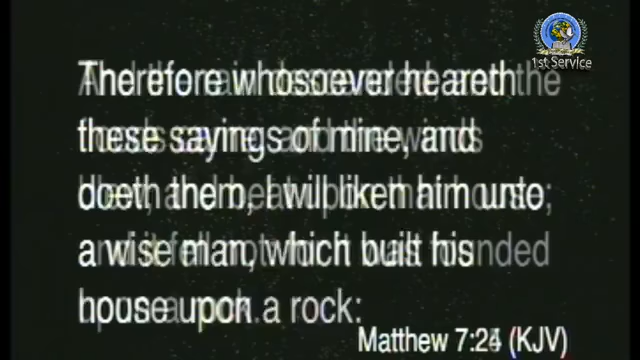 1st Service
Therefore whosoever heareth
these sayings of mine, and
doeth them, I will liken him unto
a wise man, which built his
house upon a rock:
Matthew 7:24 (KJV)